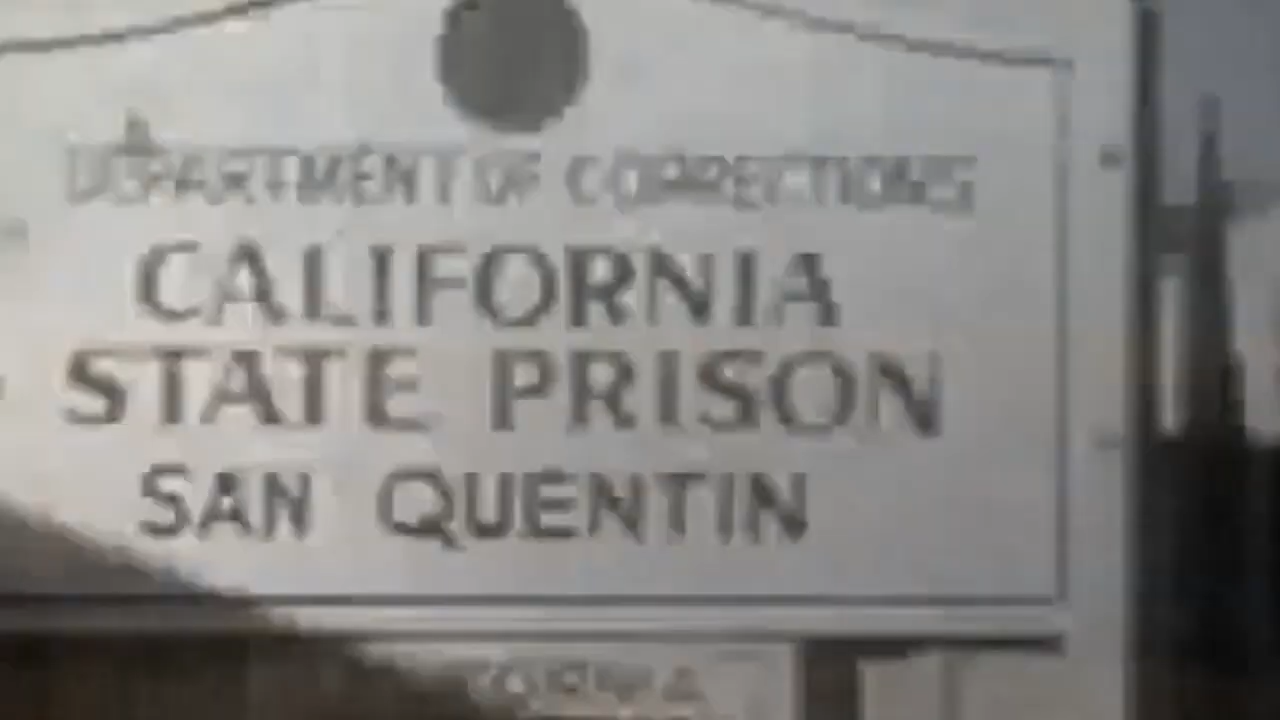 DEPARTMENT OF CORRECTIONS
CALIFORNIA
STATE PRISON
SAN QUENTIN